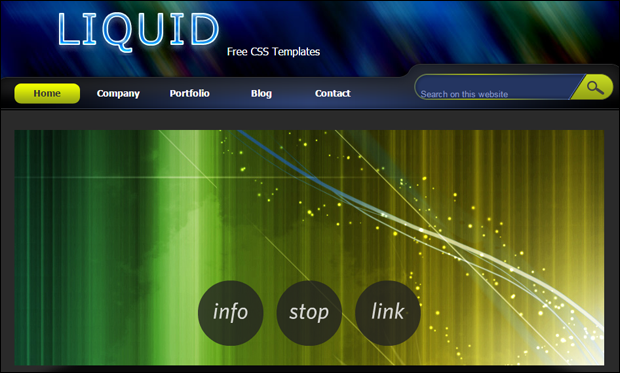 LIQUID
Free CSS Templates
Home Company Portfolio Blog Contact
Search on this website
info stop link